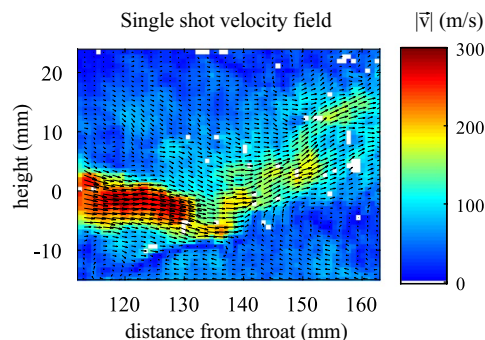 Single shot velocity field
|v⃗| (m/s)
20
10
0
-10
height (mm)
120 130 140 150 160
distance from throat (mm)
300
200
100
0